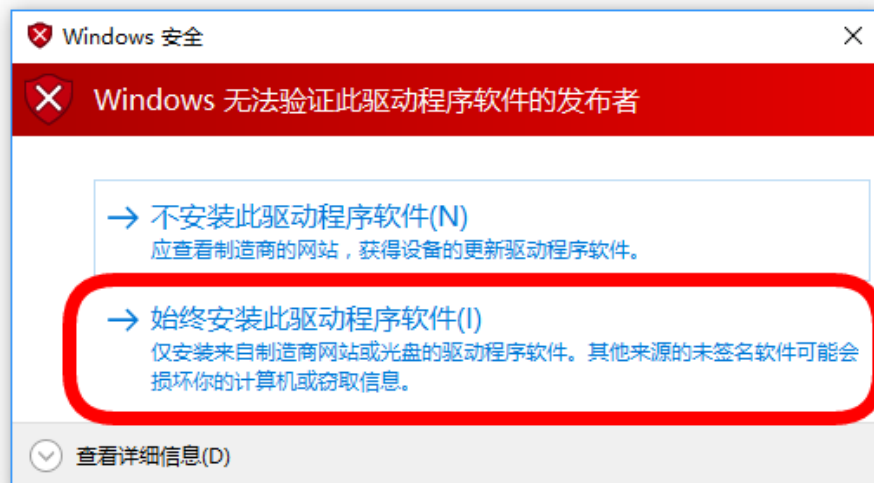 Windows 安全
Windows 无法验证此驱动程序软件的发布者
不安装此驱动程序软件(N)
应查看制造商的网站，获得设备的更新驱动程序软件。
始终安装此驱动程序软件(I)
仅安装来自制造商网站或光盘的驱动程序软件。其他来源的未签名软件可能会
损坏你的计算机或窃取信息。
查看详细信息(D)